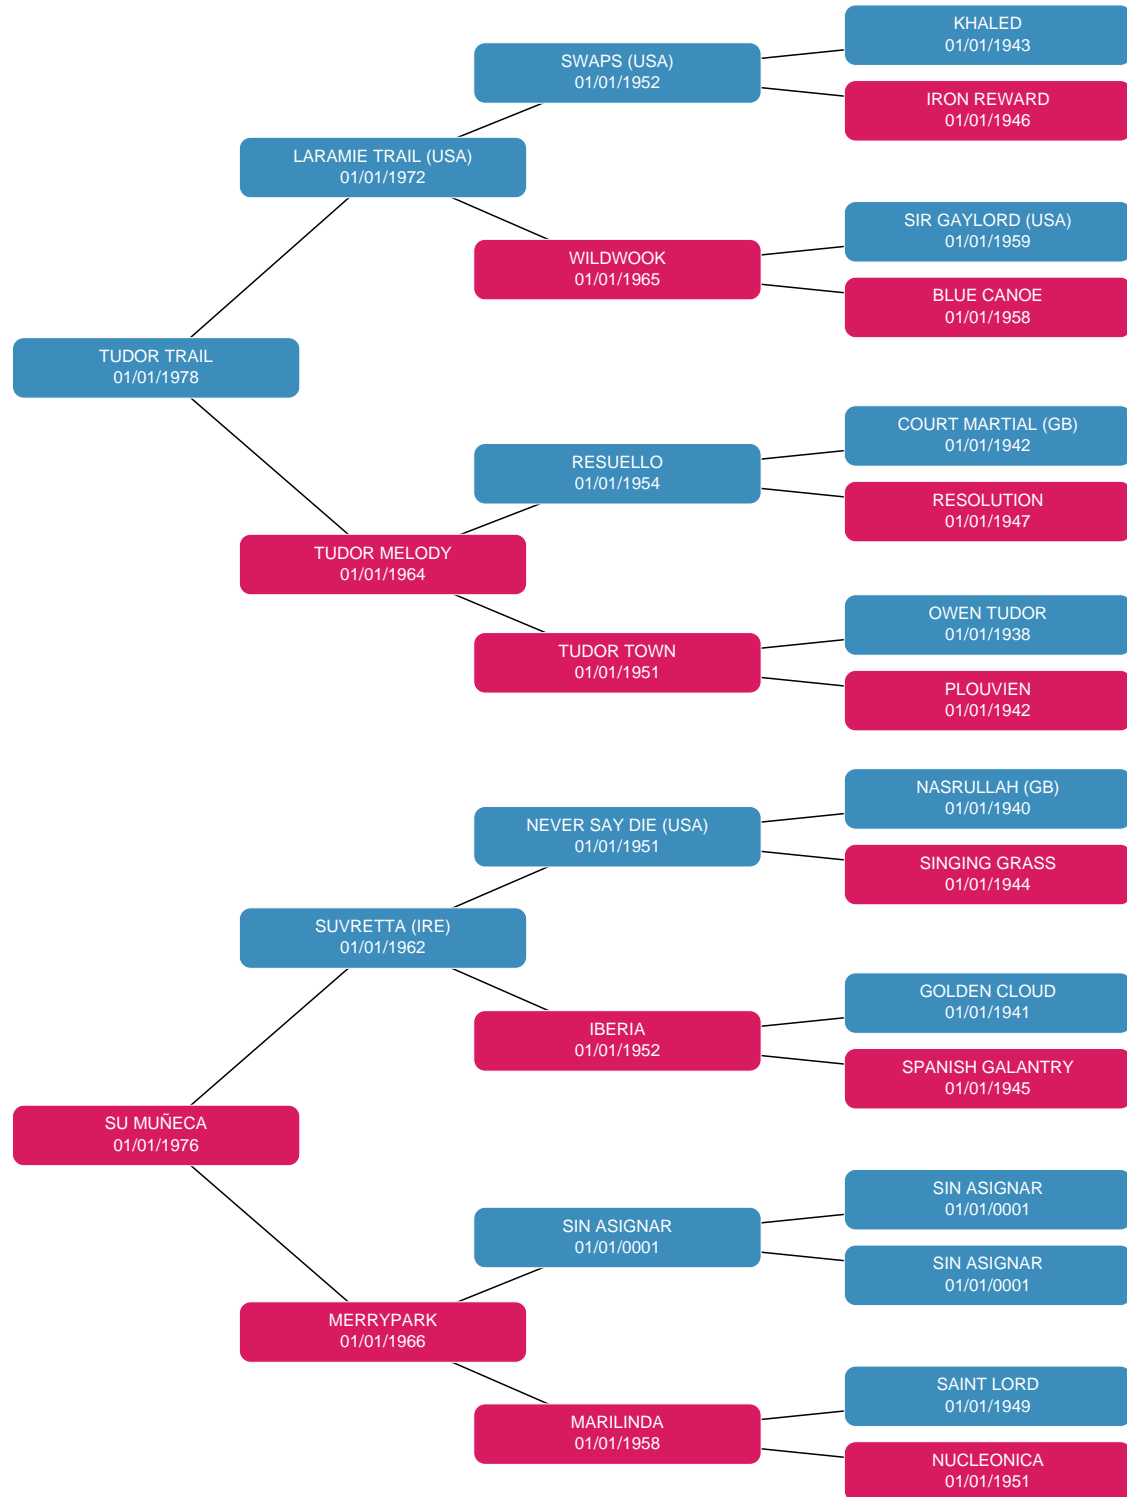 KHALED
01/01/1943
SWAPS (USA)
01/01/1952
IRON REWARD
01/01/1946
LARAMIE TRAIL (USA)
01/01/1972
SIR GAYLORD (USA)
01/01/1959
WILDWOOK
01/01/1965
BLUE CANOE
01/01/1958
TUDOR TRAIL
01/01/1978
COURT MARTIAL (GB)
01/01/1942
RESUELLO
01/01/1954
RESOLUTION
01/01/1947
TUDOR MELODY
01/01/1964
OWEN TUDOR
01/01/1938
TUDOR TOWN
01/01/1951
PLOUVIEN
01/01/1942
NASRULLAH (GB)
01/01/1940
NEVER SAY DIE (USA)
01/01/1951
SINGING GRASS
01/01/1944
SUVRETTA (IRE)
01/01/1962
GOLDEN CLOUD
01/01/1941
IBERIA
01/01/1952
SPANISH GALANTRY
01/01/1945
SU MUÑECA
01/01/1976
SIN ASIGNAR
01/01/0001
SIN ASIGNAR
01/01/0001
SIN ASIGNAR
01/01/0001
MERRYPARK
01/01/1966
SAINT LORD
01/01/1949
MARILINDA
01/01/1958
NUCLEONICA
01/01/1951